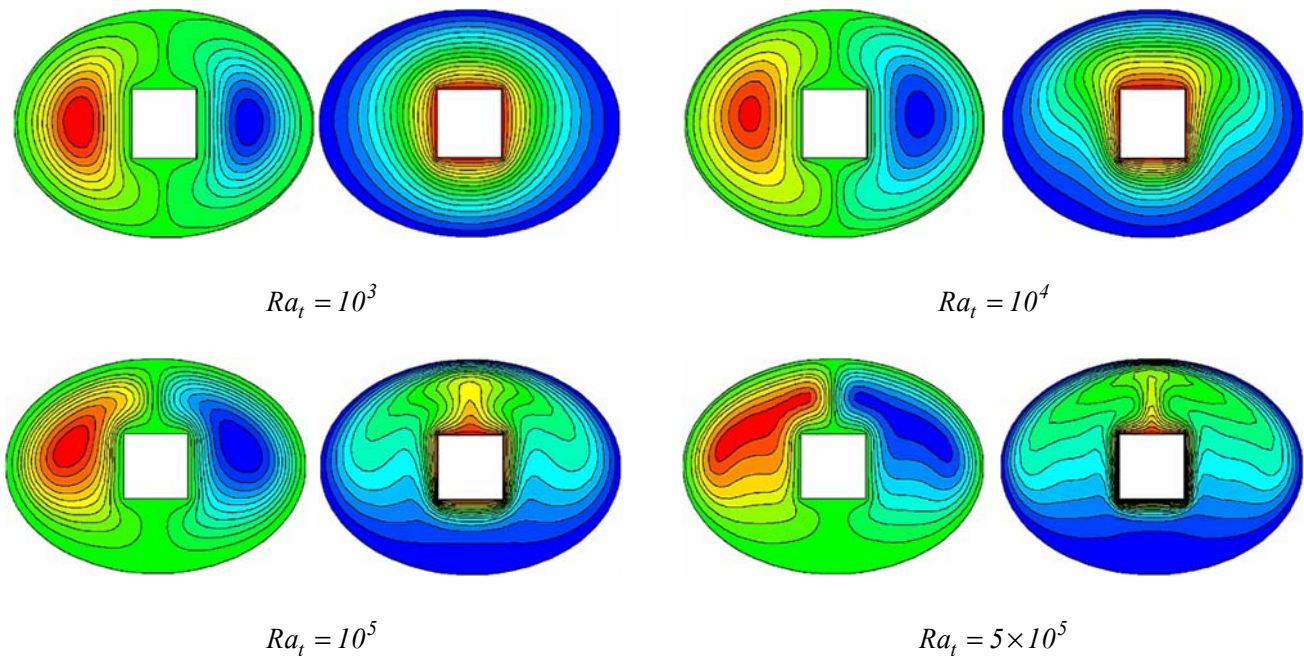 Ra_t = 10^3
Ra_t = 10^4
Ra_t = 10^5
Ra_t = 5×10^5